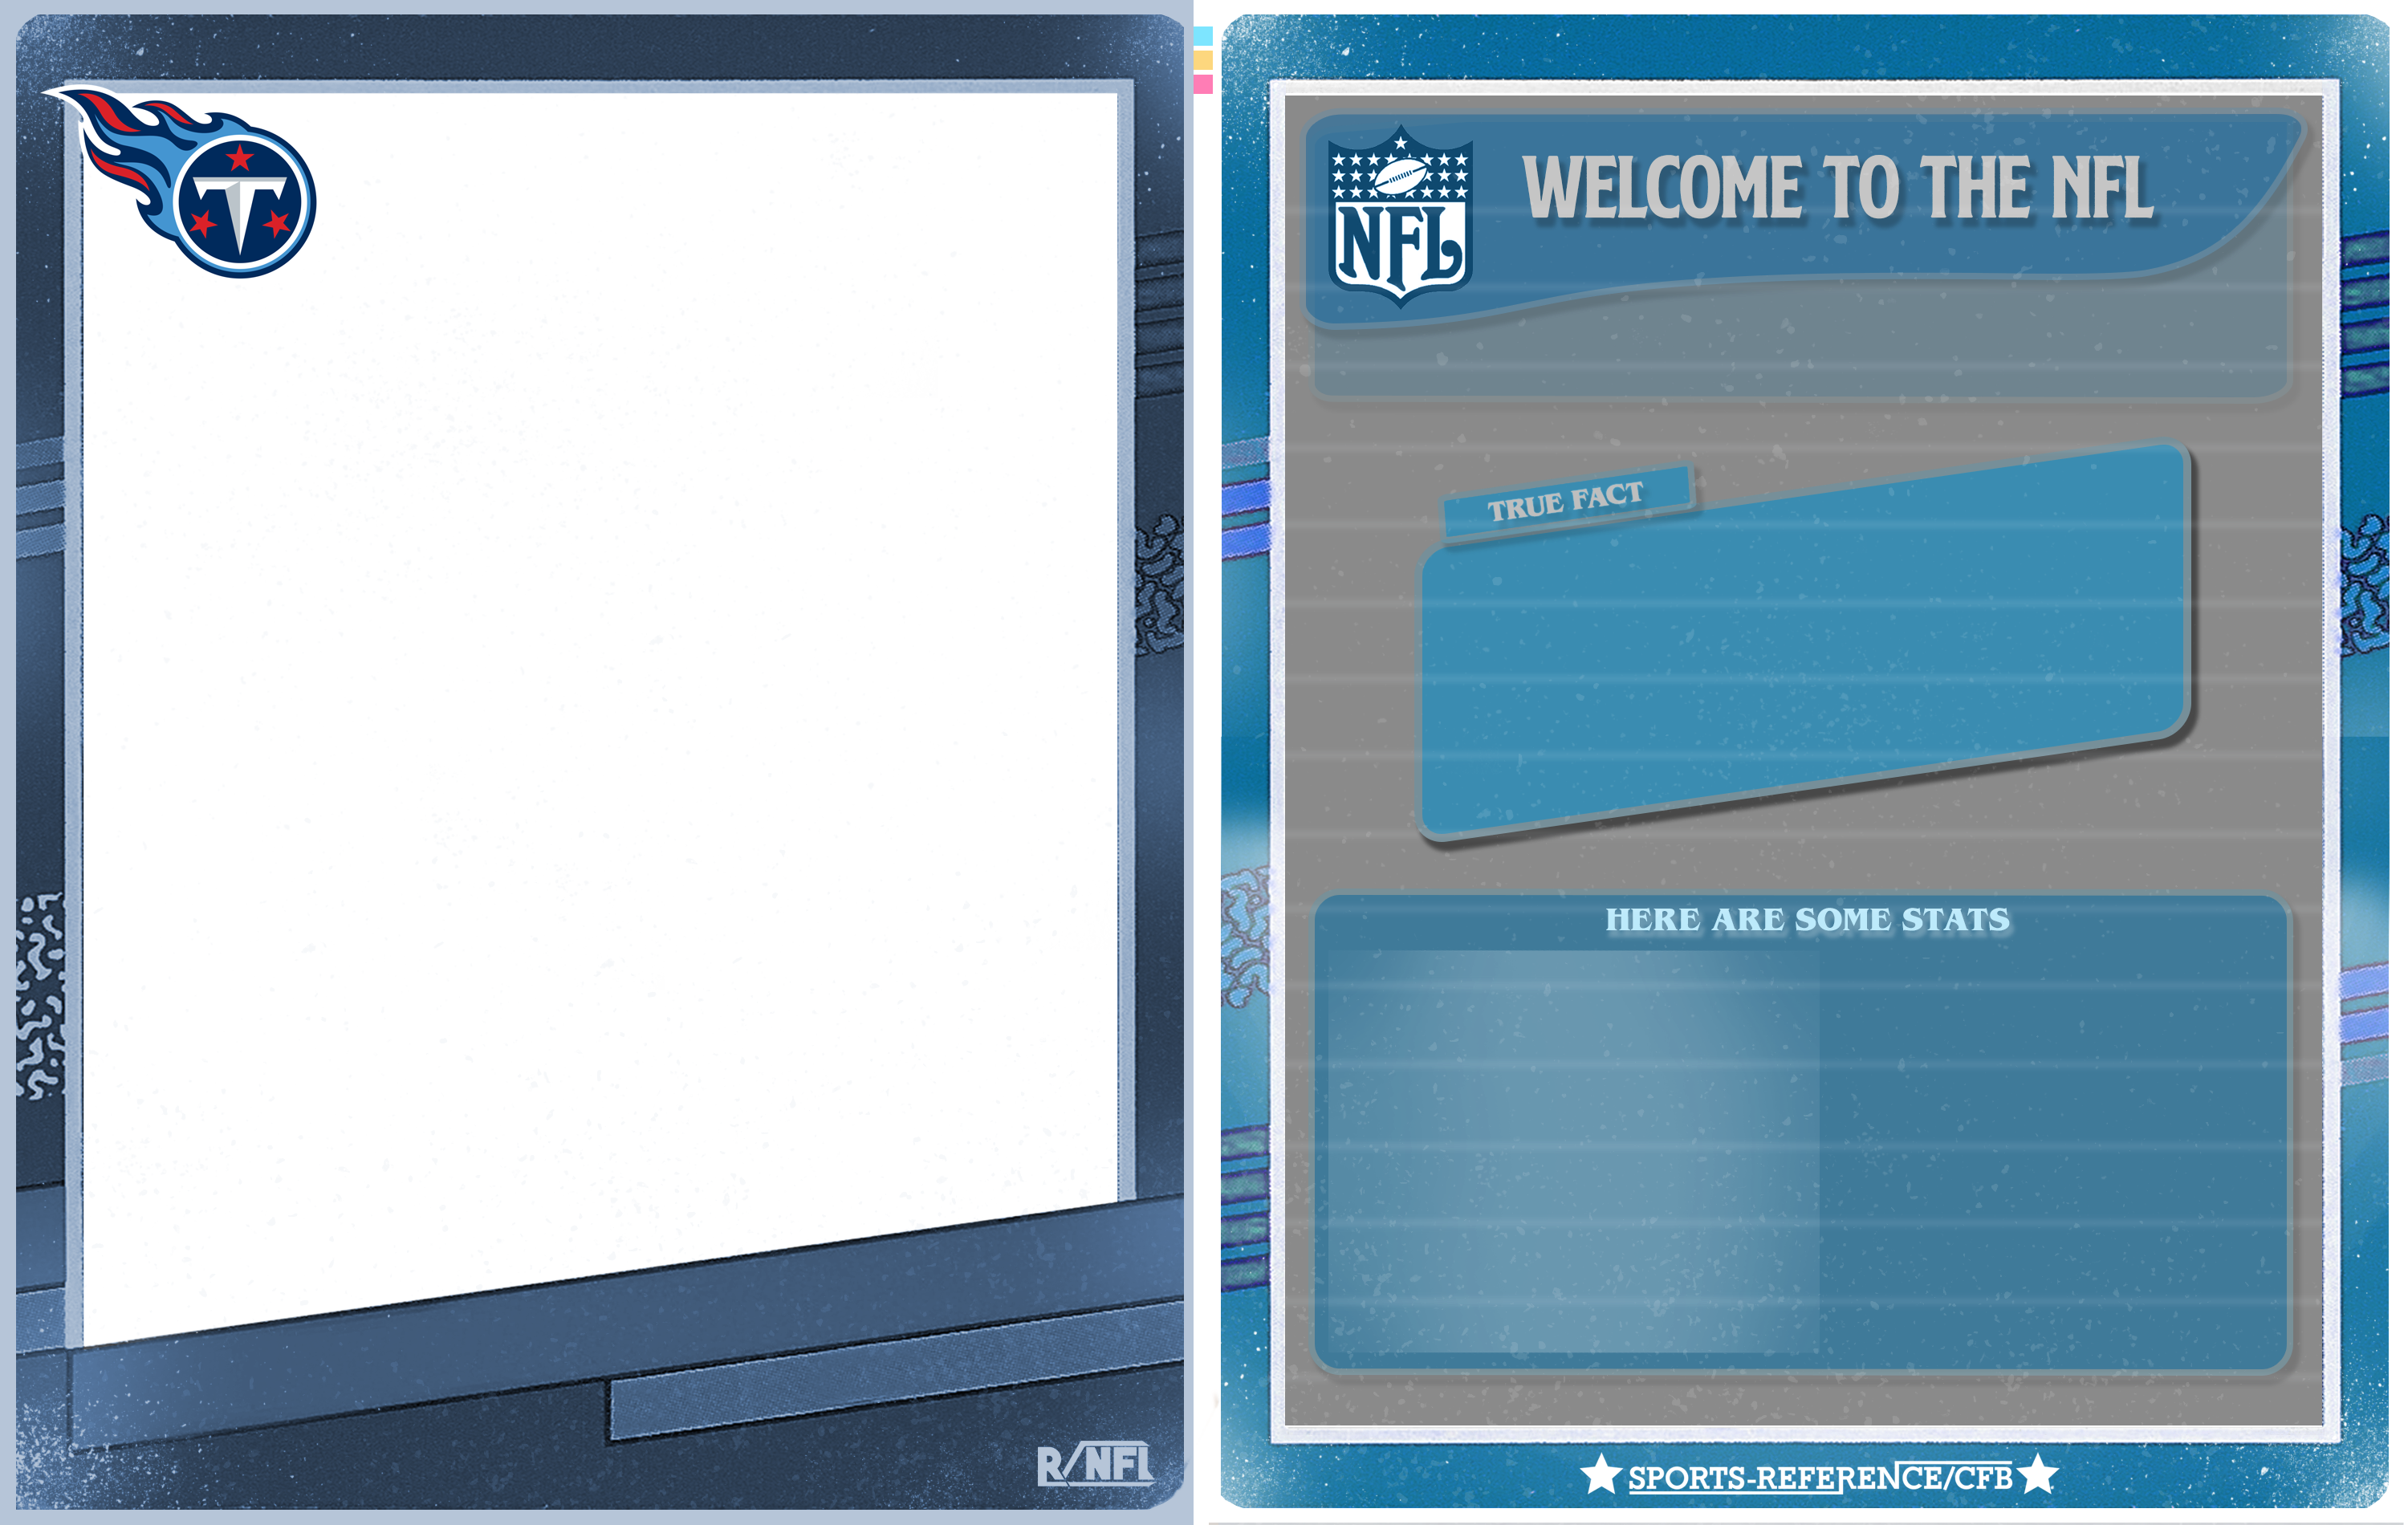 T
R/NFL
NFL
WELCOME TO THE NFL
TRUE FACT
HERE ARE SOME STATS
SPORTS-REFERENCE/CFB